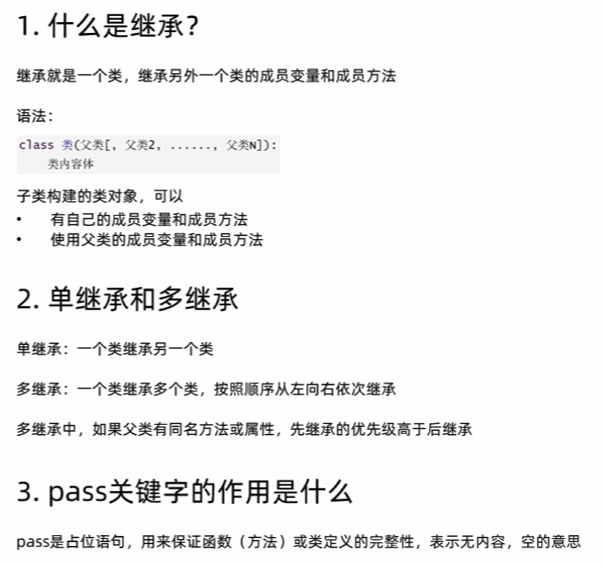 1. 什么是继承？
继承就是一个类，继承另外一个类的成员变量和成员方法
语法：
class 类(父类[, 父类2, ......, 父类N]):
    类内容体
子类构建的类对象，可以
• 有自己的成员变量和成员方法
• 使用父类的成员变量和成员方法
2. 单继承和多继承
单继承：一个类继承另一个类
多继承：一个类继承多个类，按照顺序从左向右依次继承
多继承中，如果父类有同名方法或属性，先继承的优先级高于后继承
3. pass关键字的作用是什么
pass是占位语句，用来保证函数（方法）或类定义的完整性，表示无内容，空的意思